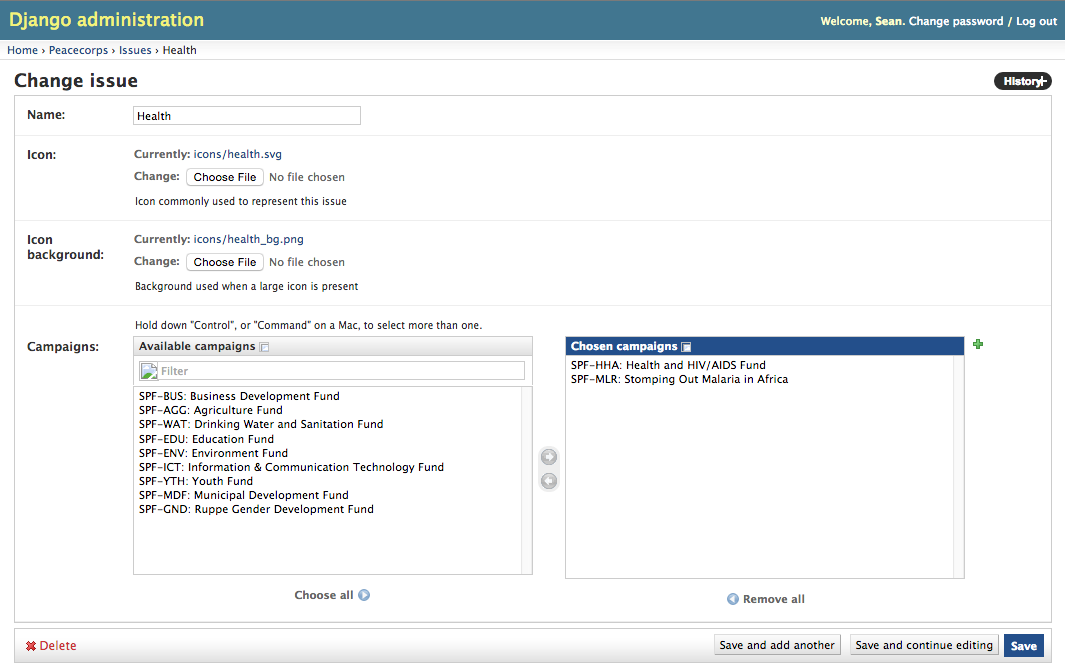 Django administration
Welcome, Sean. Change password / Log out
Home › Peacecorps › Issues › Health
Change issue
History
Name:
Health
Icon:
Currently: icons/health.svg
Change: Choose File No file chosen
Icon commonly used to represent this issue
Icon background:
Currently: icons/health_bg.png
Change: Choose File No file chosen
Background used when a large icon is present
Hold down "Control", or "Command" on a Mac, to select more than one.
Campaigns:
Available campaigns
Filter
SPF-BUS: Business Development Fund
SPF-AGG: Agriculture Fund
SPF-WAT: Drinking Water and Sanitation Fund
SPF-EDU: Education Fund
SPF-ENV: Environment Fund
SPF-ICT: Information & Communication Technology Fund
SPF-YTH: Youth Fund
SPF-MDF: Municipal Development Fund
SPF-GND: Ruppe Gender Development Fund
Choose all
Chosen campaigns
SPF-HHA: Health and HIV/AIDS Fund
SPF-MLR: Stomping Out Malaria in Africa
Remove all
Delete
Save and add another
Save and continue editing
Save